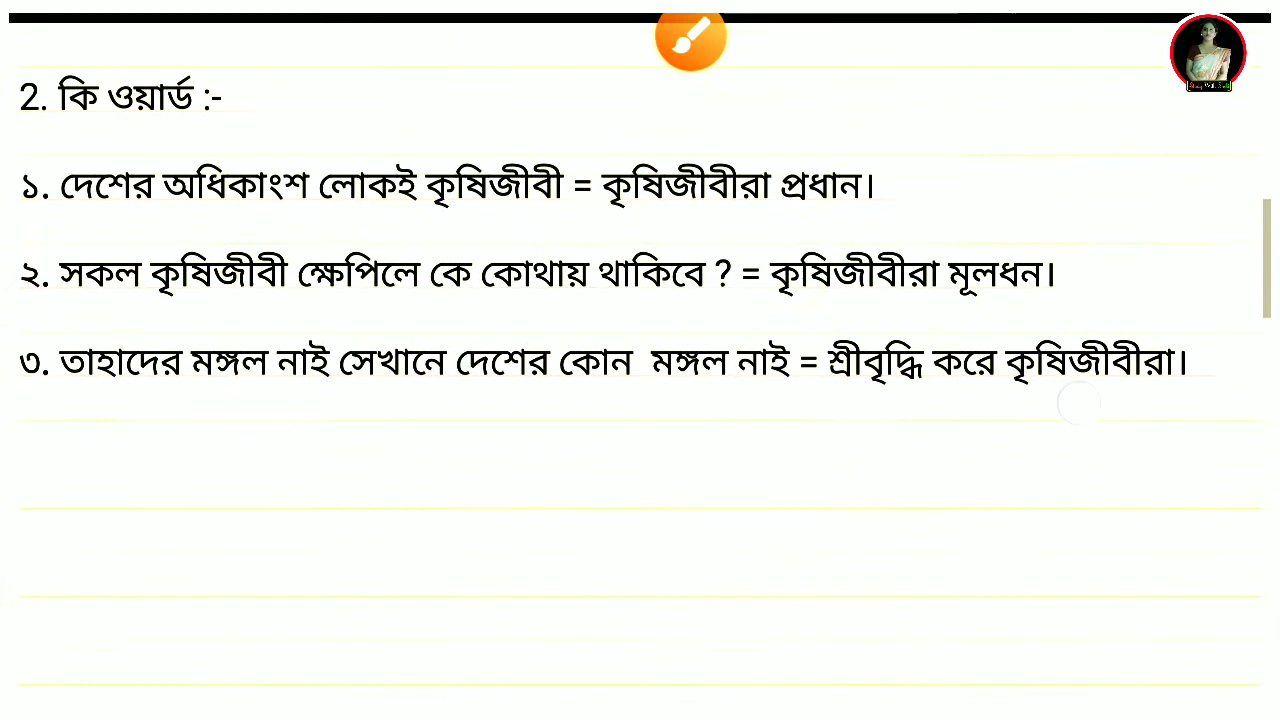 2. কি ওয়ার্ড :-
১. দেশের অধিকাংশ লোকই কৃষিজীবী = কৃষিজীবীরা প্রধান।
২. সকল কৃষিজীবী ক্ষেপিলে কে কোথায় থাকিবে ? = কৃষিজীবীরা মূলধন।
৩. তাহাদের মঙ্গল নাই সেখানে দেশের কোন মঙ্গল নাই = শ্রীবৃদ্ধি করে কৃষিজীবীরা।